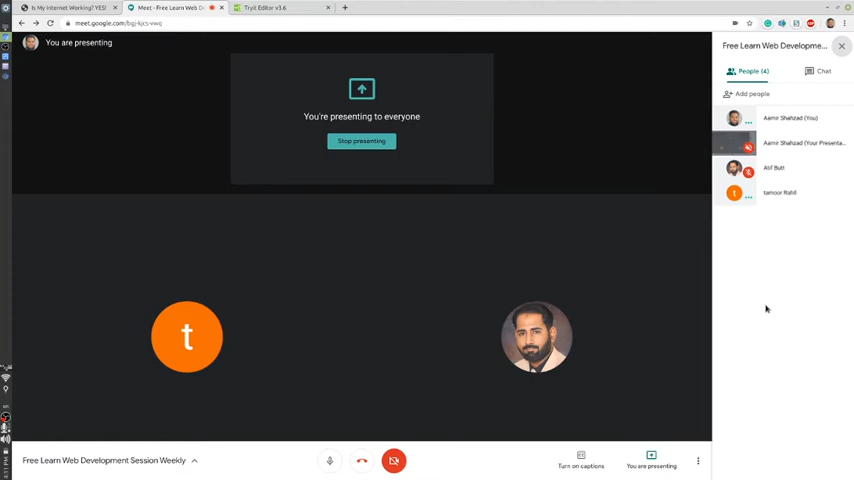 Is My Internet Working? YES!
Meet - Free Learn Web De
Tryit Editor v3.6
meet.google.com/bgj-kjcs-vwq
You are presenting
You're presenting to everyone
Stop presenting
Free Learn Web Developme...
People (4)
Chat
Add people
Aamir Shahzad (You)
Aamir Shahzad (Your Presenta...
Atif Butt
tamoor Rahil
t
t
Free Learn Web Development Session Weekly
Turn on captions
You are presenting
4:11 PM